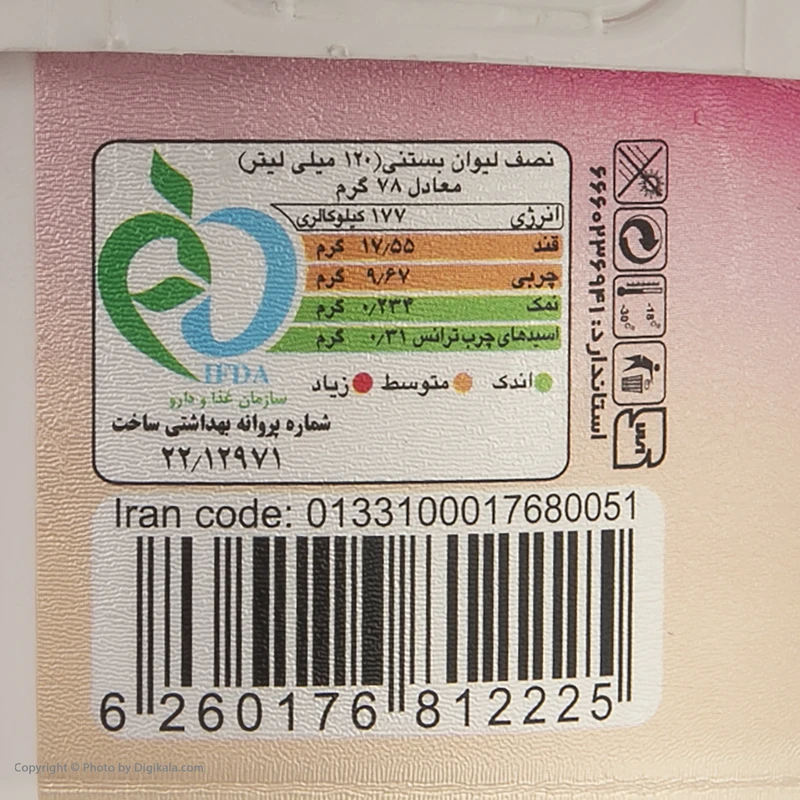 نصف لیوان بستنی(۱۲۰ میلی لیتر)
معادل ۷۸ گرم
انرژی ۱۷۷ کیلوکالری
قند ۱۷٫۵۵ گرم
چربی ۹٫۶۷ گرم
نمک ۰٫۲۳۴ گرم
اسیدهای چرب ترانس ۰٫۳۱ گرم
اندک متوسط زیاد
IFDA
سازمان غذا و دارو
شماره پروانه بهداشتی ساخت
۲۲٫۱۲۹۷۱
-18°c
-30°c
استاندارد: ۶۶۶۰۲۳۶۹۴۱
Iran code: 0133100017680051
6 260176 812225
Copyright © Photo by Digikala.com